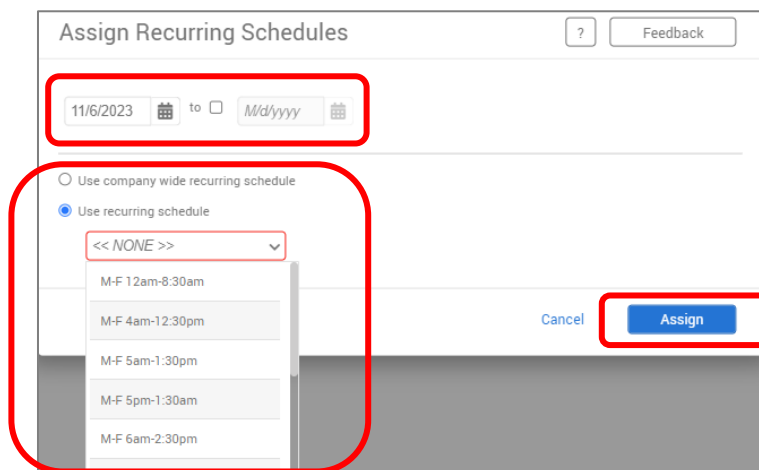 Assign Recurring Schedules ? Feedback
11/6/2023 to M/d/yyyy
Use company wide recurring schedule
Use recurring schedule
<< NONE >>
M-F 12am-8:30am
M-F 4am-12:30pm
Cancel Assign
M-F 5am-1:30pm
M-F 5pm-1:30am
M-F 6am-2:30pm